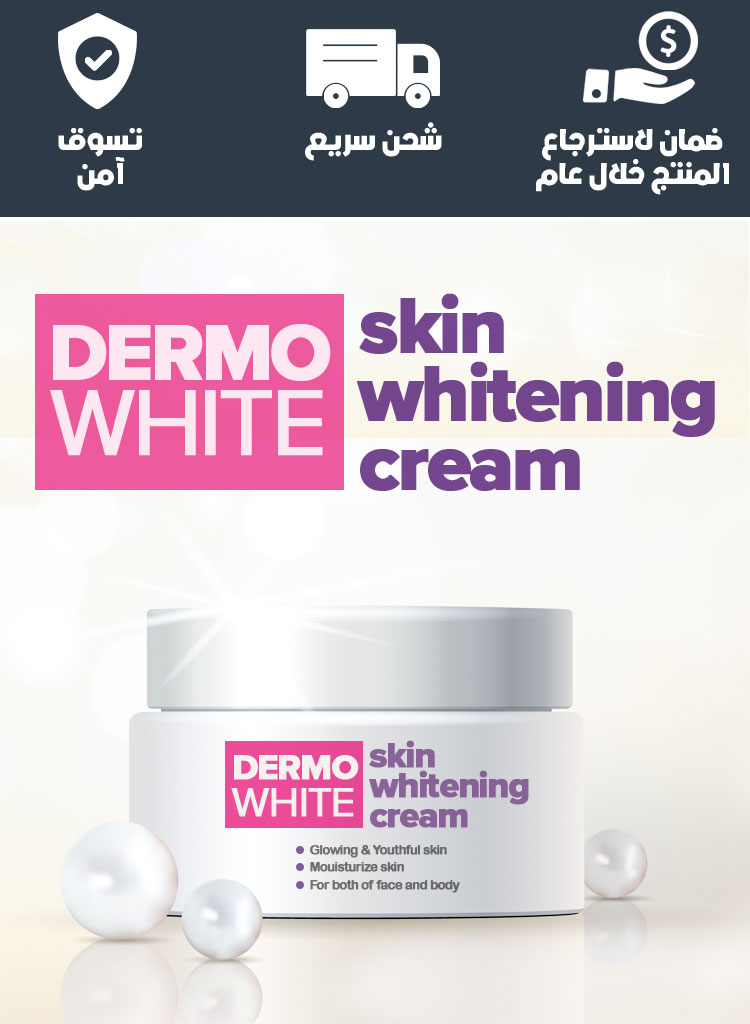 ضمان لاسترجاع
المنتج خلال عام
شحن سريع
تسوق
آمن
DERMO
WHITE
skin
whitening
cream
DERMO
WHITE
skin
whitening
cream
Glowing & Youthful skin
Mouisturize skin
For both of face and body